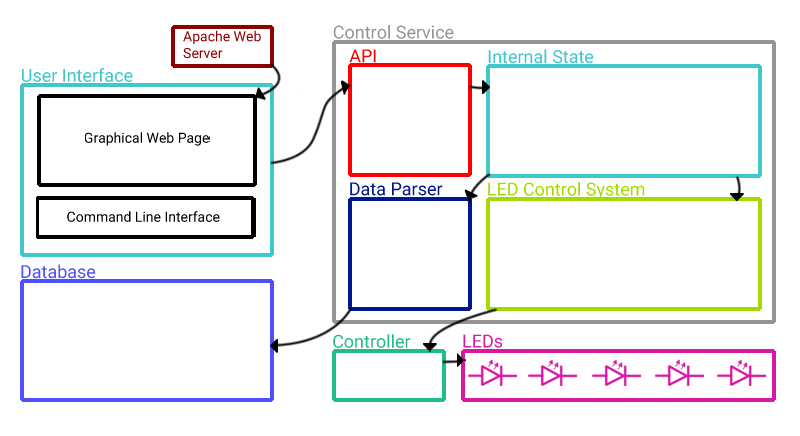 Apache Web
Server
Control Service
User Interface
API
Internal State
Graphical Web Page
Command Line Interface
Data Parser
LED Control System
Database
Controller
LEDs